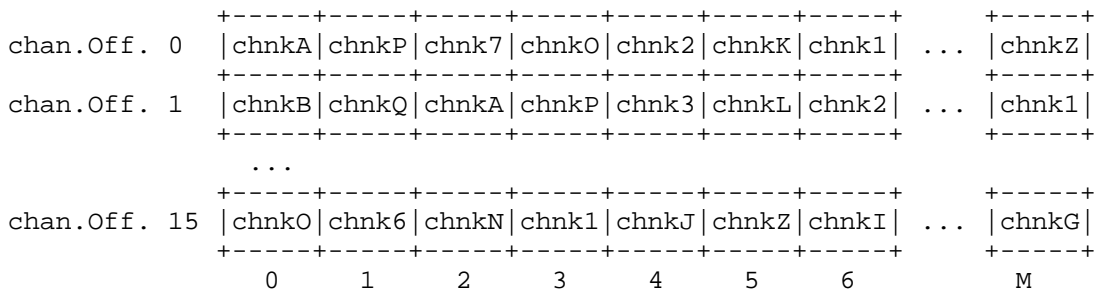 +-----+-----+-----+-----+-----+-----+-----+     +-----+
chan.Off. 0  |chnkA|chnkP|chnk7|chnkO|chnk2|chnkK|chnk1| ... |chnkZ|
             +-----+-----+-----+-----+-----+-----+-----+     +-----+
chan.Off. 1  |chnkB|chnkQ|chnkA|chnkP|chnk3|chnkL|chnk2| ... |chnk1|
             +-----+-----+-----+-----+-----+-----+-----+     +-----+
               ...
             +-----+-----+-----+-----+-----+-----+-----+     +-----+
chan.Off. 15 |chnkO|chnk6|chnkN|chnk1|chnkJ|chnkZ|chnkI| ... |chnkG|
             +-----+-----+-----+-----+-----+-----+-----+     +-----+
                0     1     2     3     4     5     6          M